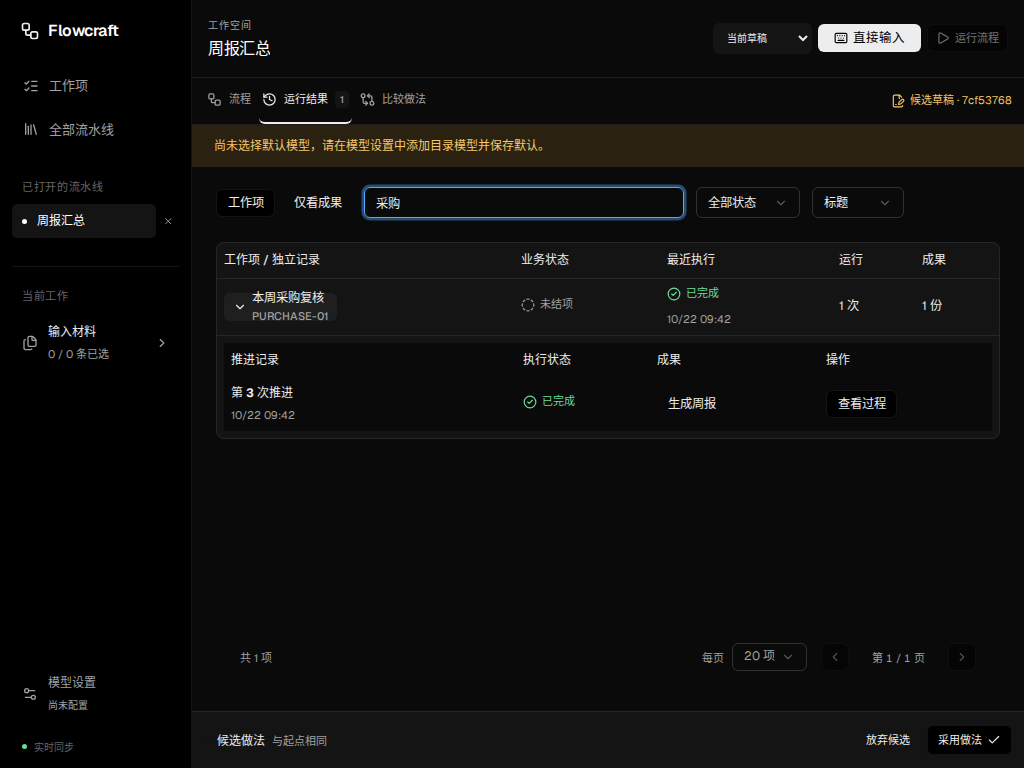 Flowcraft
工作项
全部流水线
已打开的流水线
周报汇总
当前工作
输入材料
0 / 0 条已选
模型设置
尚未配置
实时同步
工作空间
周报汇总
当前草稿
直接输入
运行流程
流程
运行结果 1
比较做法
候选草稿 · 7cf53768
尚未选择默认模型，请在模型设置中添加目录模型并保存默认。
工作项
仅看成果
采购
全部状态
标题
工作项 / 独立记录 业务状态 最近执行 运行 成果
本周采购复核
PURCHASE-01
未结项
已完成
10/22 09:42
1 次
1 份
推进记录 执行状态 成果 操作
第 3 次推进
10/22 09:42
已完成
生成周报
查看过程
共 1 项
每页
20 项
第 1 / 1 页
候选做法 与起点相同
放弃候选
采用做法